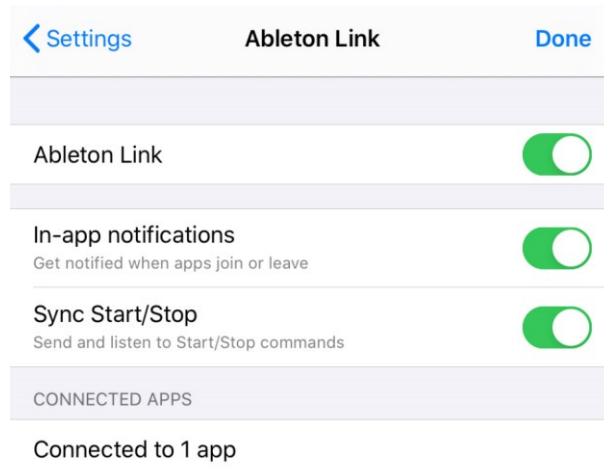 Settings Ableton Link Done
Ableton Link
In-app notifications
Get notified when apps join or leave
Sync Start/Stop
Send and listen to Start/Stop commands
CONNECTED APPS
Connected to 1 app